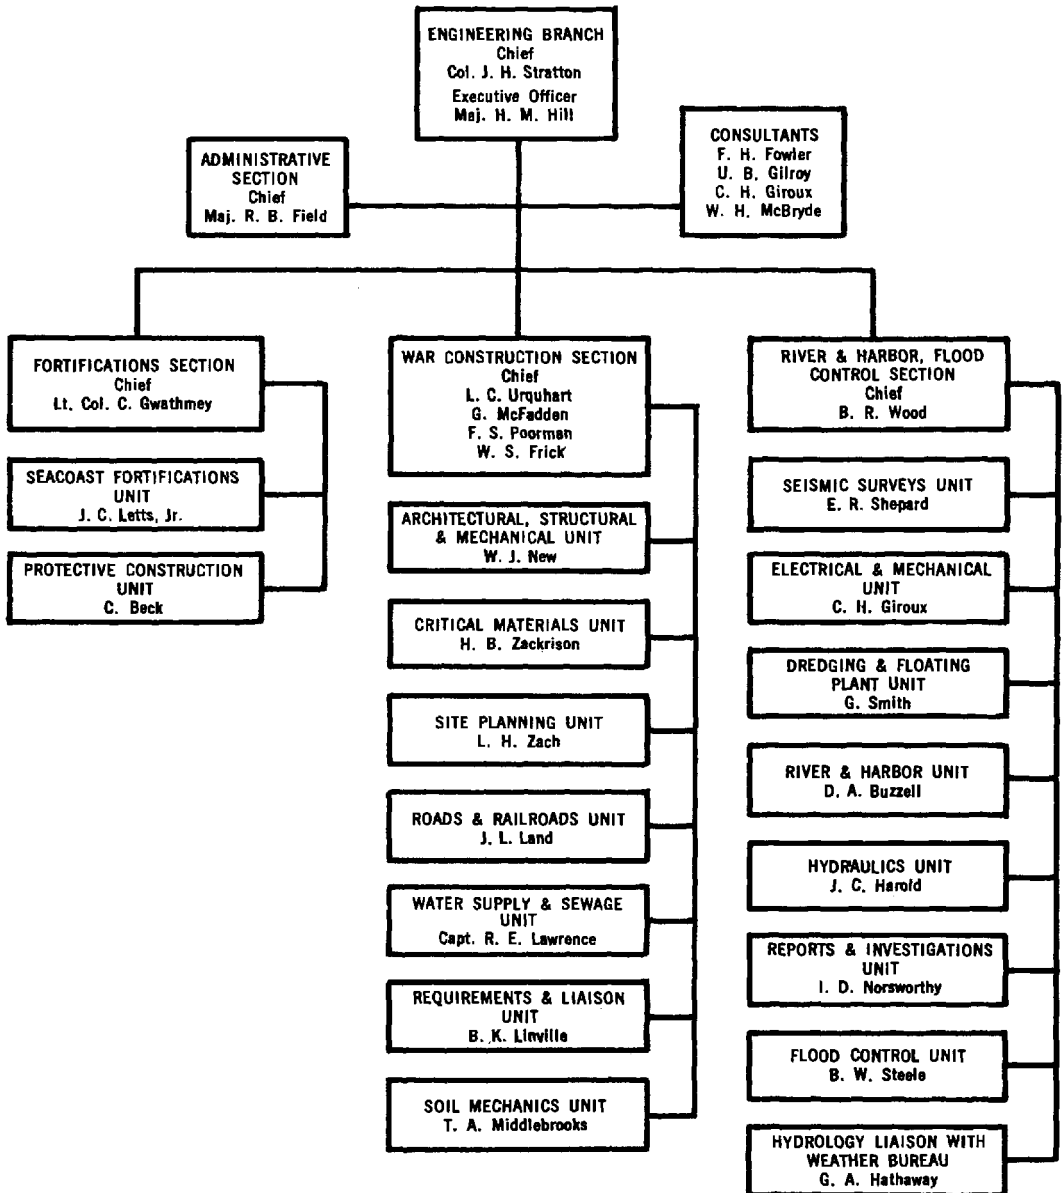 ENGINEERING BRANCH
Chief
Col. J. H. Stratton
Executive Officer
Maj. H. M. Hill
ADMINISTRATIVE
SECTION
Chief
Maj. R. B. Field
CONSULTANTS
F. H. Fowler
U. B. Gilroy
C. H. Giroux
W. H. McBryde
FORTIFICATIONS SECTION
Chief
Lt. Col. C. Gwathmey
SEACOAST FORTIFICATIONS
UNIT
J. C. Letts, Jr.
PROTECTIVE CONSTRUCTION
UNIT
C. Beck
WAR CONSTRUCTION SECTION
Chief
L. C. Urquhart
G. McFadden
F. S. Poorman
W. S. Frick
ARCHITECTURAL, STRUCTURAL
& MECHANICAL UNIT
W. J. New
CRITICAL MATERIALS UNIT
H. B. Zackrison
SITE PLANNING UNIT
L. H. Zach
ROADS & RAILROADS UNIT
J. L. Land
WATER SUPPLY & SEWAGE
UNIT
Capt. R. E. Lawrence
REQUIREMENTS & LIAISON
UNIT
B. K. Linville
SOIL MECHANICS UNIT
T. A. Middlebrooks
RIVER & HARBOR, FLOOD
CONTROL SECTION
Chief
B. R. Wood
SEISMIC SURVEYS UNIT
E. R. Shepard
ELECTRICAL & MECHANICAL
UNIT
C. H. Giroux
DREDGING & FLOATING
PLANT UNIT
G. Smith
RIVER & HARBOR UNIT
D. A. Buzzell
HYDRAULICS UNIT
J. C. Harold
REPORTS & INVESTIGATIONS
UNIT
I. D. Norsworthy
FLOOD CONTROL UNIT
B. W. Steele
HYDROLOGY LIAISON WITH
WEATHER BUREAU
G. A. Hathaway